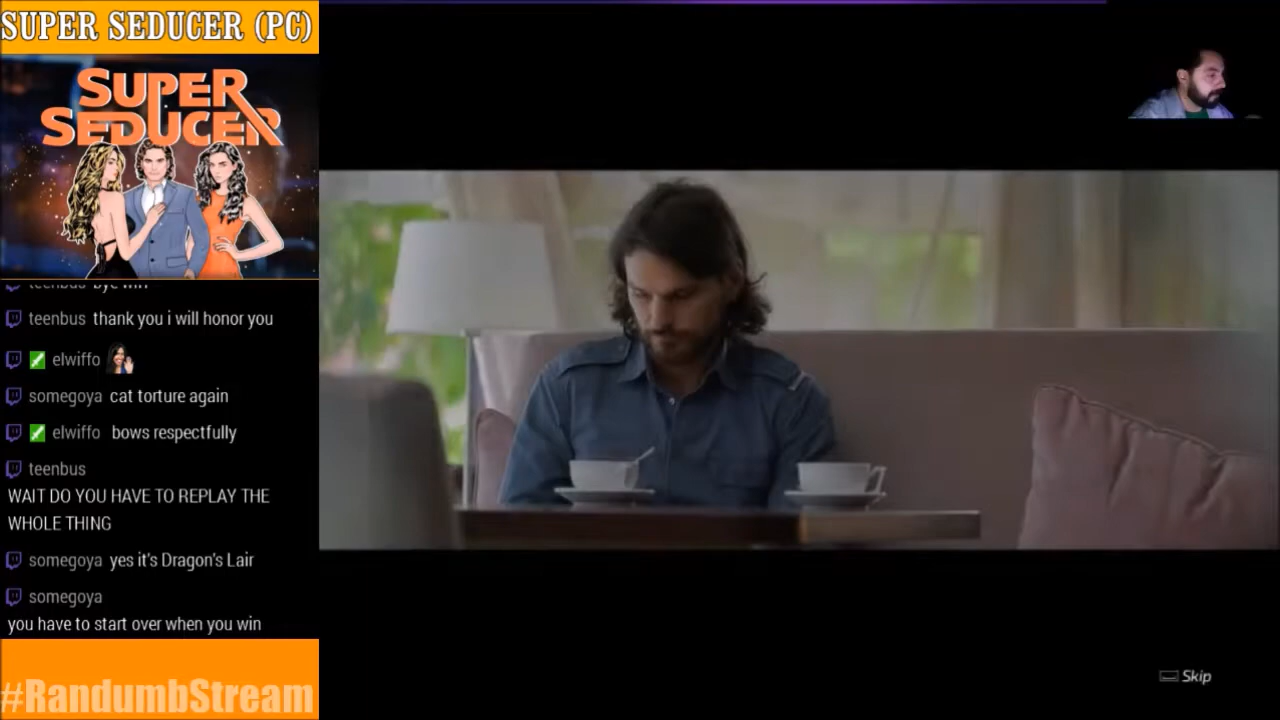 SUPER SEDUCER (PC)
SUPER
SEDUCER
teenbus thank you i will honor you
elwiffo
somegoya cat torture again
elwiffo bows respectfully
teenbus
WAIT DO YOU HAVE TO REPLAY THE
WHOLE THING
somegoya yes it's Dragon's Lair
somegoya
you have to start over when you win
#RandumbStream
Skip